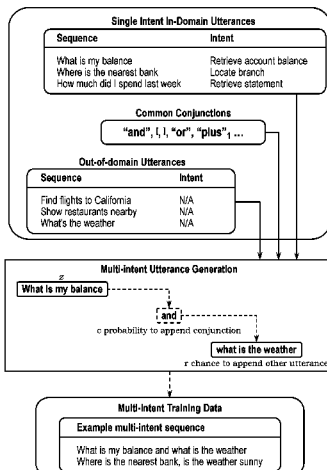 Single Intent In-Domain Utterances
Sequence Intent
What is my balance Retrieve account balance
Where is the nearest bank Locate branch
How much did I spend last week Retrieve statement
Common Conjunctions
"and", "or", "plus", ...
Out-of-domain Utterances
Sequence Intent
Find flights to California N/A
Show restaurants nearby N/A
What's the weather N/A
Multi-intent Utterance Generation
What is my balance
and
c probability to append conjunction
what is the weather
r chance to append other utterance
Multi-Intent Training Data
Example multi-intent sequence
What is my balance and what is the weather
Where is the nearest bank, is the weather sunny